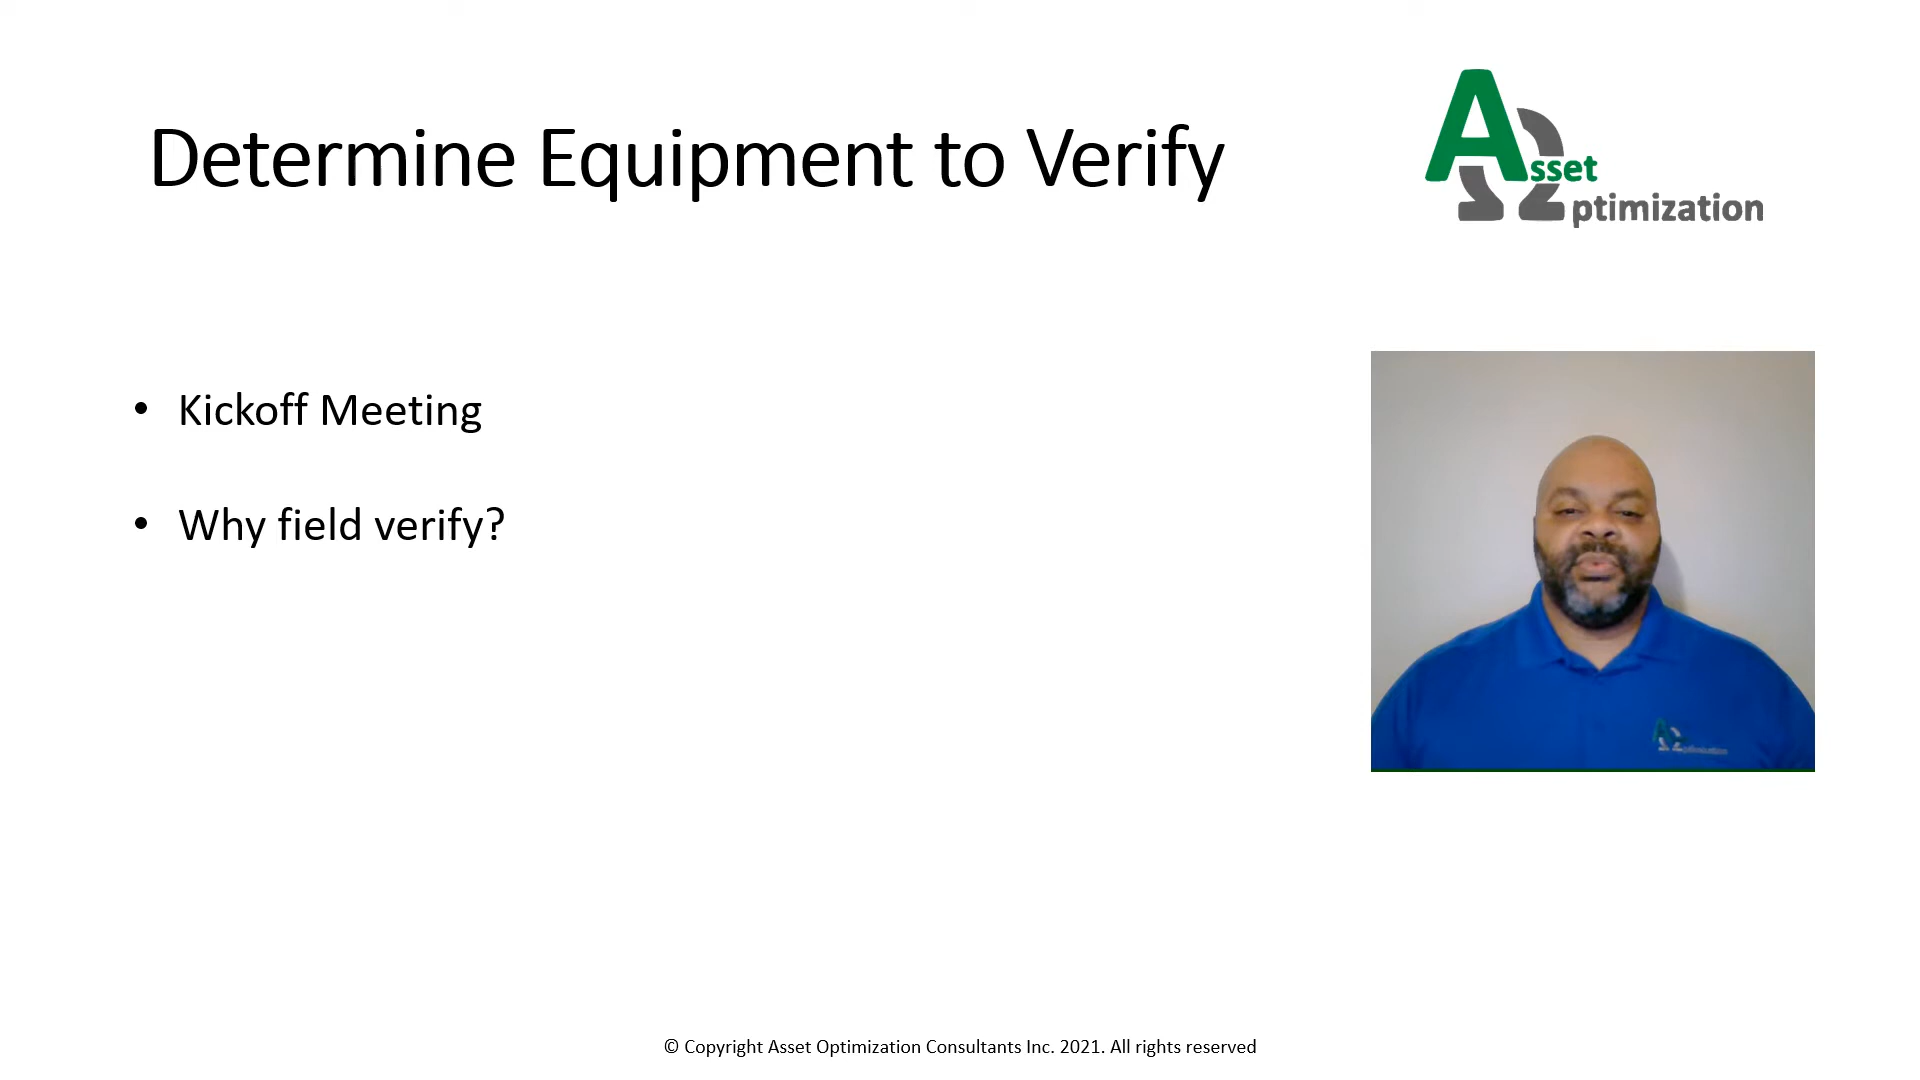 Determine Equipment to Verify
Asset
ptimization
• Kickoff Meeting
• Why field verify?
© Copyright Asset Optimization Consultants Inc. 2021. All rights reserved